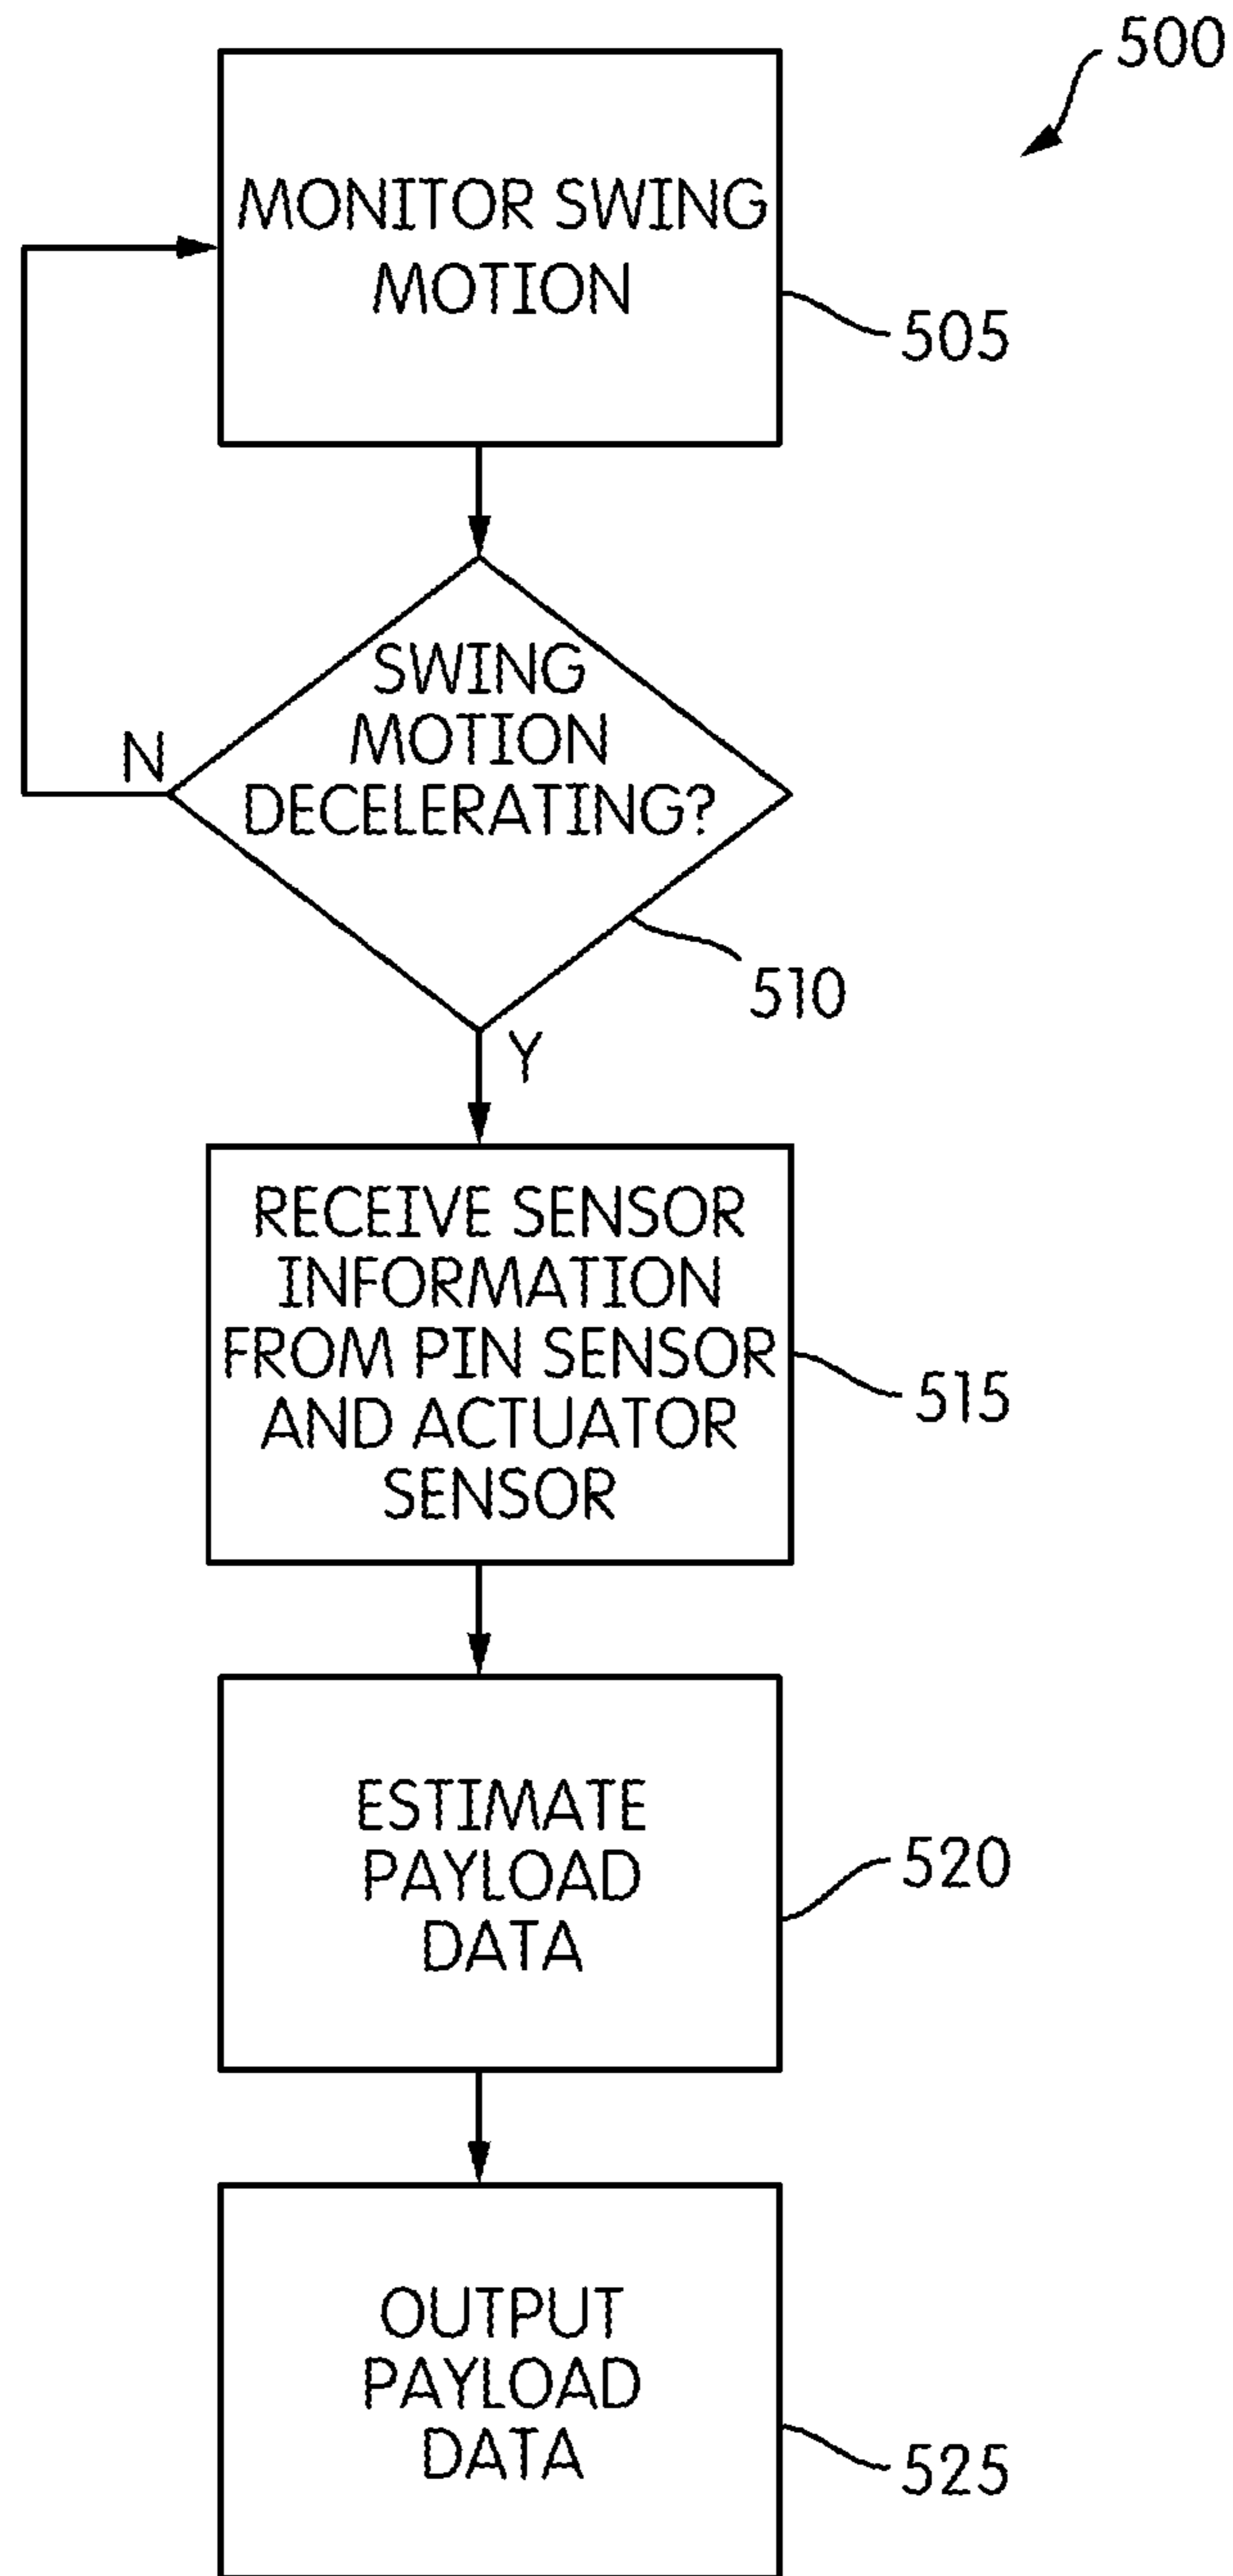 500
MONITOR SWING
MOTION
505
SWING
MOTION
DECELERATING?
N
510
Y
RECEIVE SENSOR
INFORMATION
FROM PIN SENSOR
AND ACTUATOR
SENSOR
515
ESTIMATE
PAYLOAD
DATA
520
OUTPUT
PAYLOAD
DATA
525